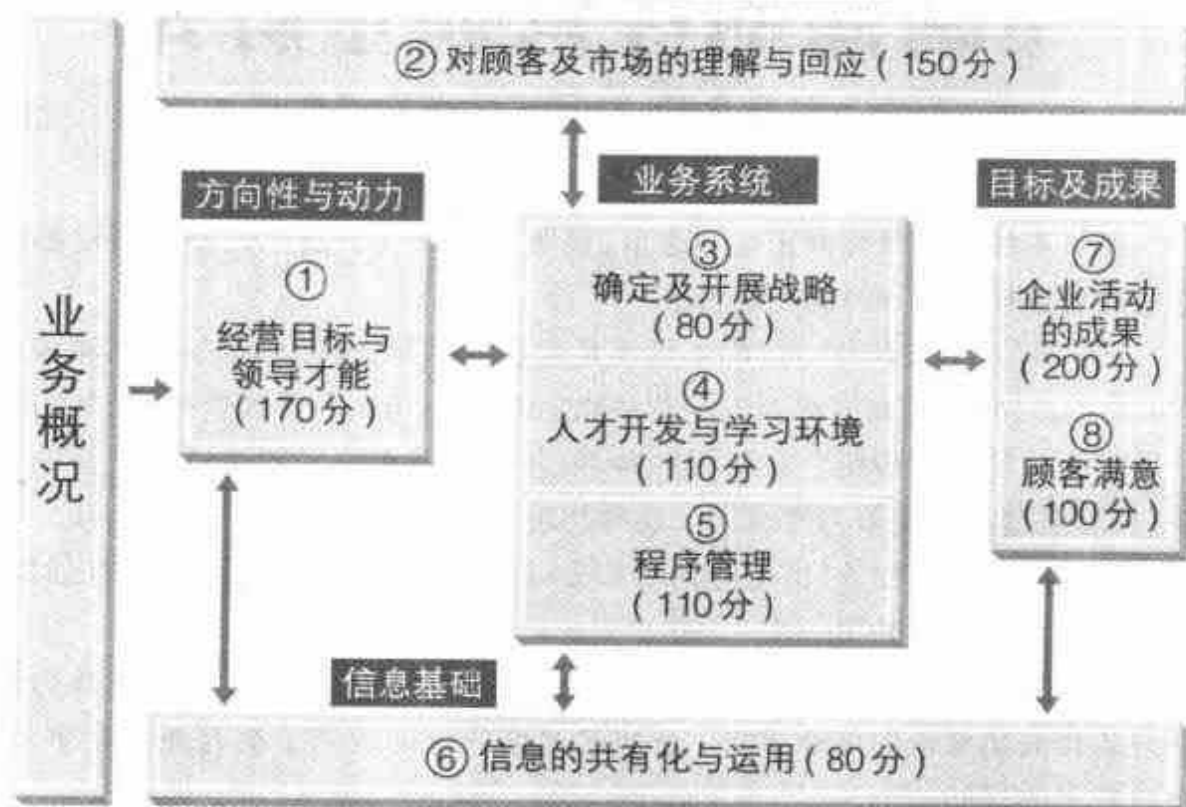 ②对顾客及市场的理解与回应(150分)
方向性与动力
业务系统
目标及成果
业务概况
①
经营目标与
领导才能
(170分)
③
确定及开展战略
(80分)
④
人才开发与学习环境
(110分)
⑤
程序管理
(110分)
⑦
企业活动
的成果
(200分)
⑧
顾客满意
(100分)
信息基础
⑥信息的共有化与运用(80分)